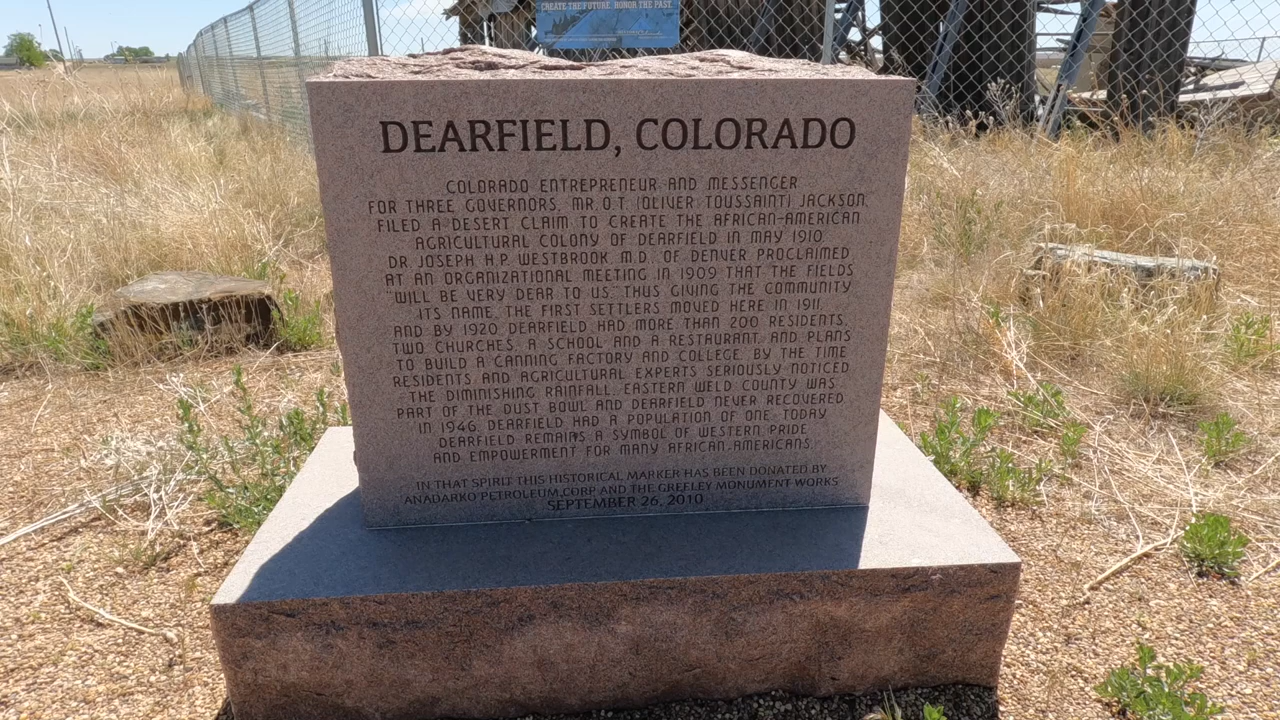 CREATE THE FUTURE. HONOR THE PAST.
DEARFIELD, COLORADO
COLORADO ENTREPRENEUR AND MESSENGER
FOR THREE GOVERNORS, MR. O.T. (OLIVER TOUSSAINT) JACKSON
FILED A DESERT CLAIM TO CREATE THE AFRICAN-AMERICAN
AGRICULTURAL COLONY OF DEARFIELD IN MAY 1910.
DR. JOSEPH H.P. WESTBROOK M.D. OF DENVER PROCLAIMED
AT AN ORGANIZATIONAL MEETING IN 1909 THAT THE FIELDS
"WILL BE VERY DEAR TO US." THUS GIVING THE COMMUNITY
ITS NAME. THE FIRST SETTLERS MOVED HERE IN 1911,
AND BY 1920 DEARFIELD HAD MORE THAN 200 RESIDENTS,
TWO CHURCHES, A SCHOOL AND A RESTAURANT, AND PLANS
TO BUILD A CANNING FACTORY AND COLLEGE. BY THE TIME
RESIDENTS AND AGRICULTURAL EXPERTS SERIOUSLY NOTICED
THE DIMINISHING RAINFALL, EASTERN WELD COUNTY WAS
PART OF THE DUST BOWL AND DEARFIELD NEVER RECOVERED.
IN 1946, DEARFIELD HAD A POPULATION OF ONE. TODAY
DEARFIELD REMAINS A SYMBOL OF WESTERN PRIDE
AND EMPOWERMENT FOR MANY AFRICAN-AMERICANS.
IN THAT SPIRIT THIS HISTORICAL MARKER HAS BEEN DONATED BY
ANADARKO PETROLEUM CORP AND THE GREELEY MONUMENT WORKS
SEPTEMBER 26, 2010